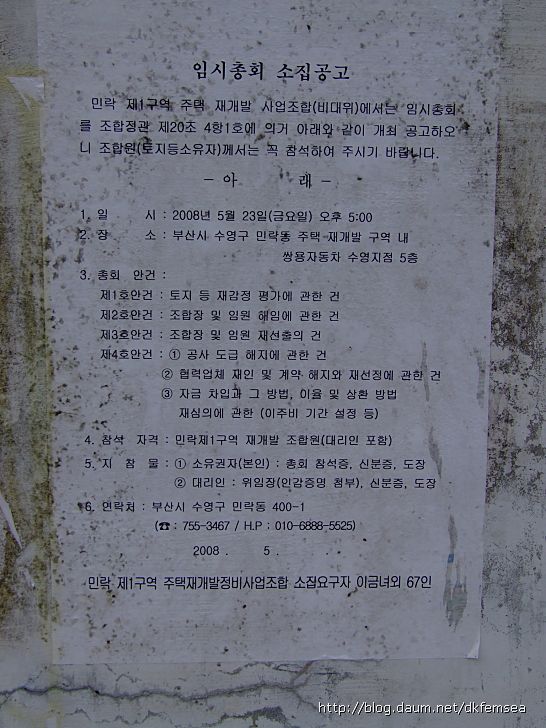 임시총회 소집공고
민락 제1구역 주택 재개발 사업조합(비대위)에서는 임시총회
를 조합정관 제20조 4항1호에 의거 아래와 같이 개최 공고하오
니 조합원(토지등소유자)께서는 꼭 참석하여 주시기 바랍니다.
- 아 래 -
1. 일 시 : 2008년 5월 23일(금요일) 오후 5:00
2. 장 소 : 부산시 수영구 민락동 주택 재개발 구역 내
쌍용자동차 수영지점 5층
3. 총회 안건 :
제1호안건 : 토지 등 재감정 평가에 관한 건
제2호안건 : 조합장 및 임원 해임에 관한 건
제3호안건 : 조합장 및 임원 재선출의 건
제4호안건 : ① 공사 도급 해지에 관한 건
② 협력업체 재인 및 계약 해지와 재선정에 관한 건
③ 자금 차입과 그 방법, 이율 및 상환 방법
재심의에 관한 (이주비 기간 설정 등)
4. 참석 자격 : 민락제1구역 재개발 조합원(대리인 포함)
5. 지 참 물 : ① 소유권자(본인) : 총회 참석증, 신분증, 도장
② 대리인 : 위임장(인감증명 첨부), 신분증, 도장
6. 연락처 : 부산시 수영구 민락동 400-1
(☎ : 755-3467 / H.P : 010-6888-5525)
2008 . 5 . .
민락 제1구역 주택재개발정비사업조합 소집요구자 이금녀외 67인
http://blog.daum.net/dkfemsea